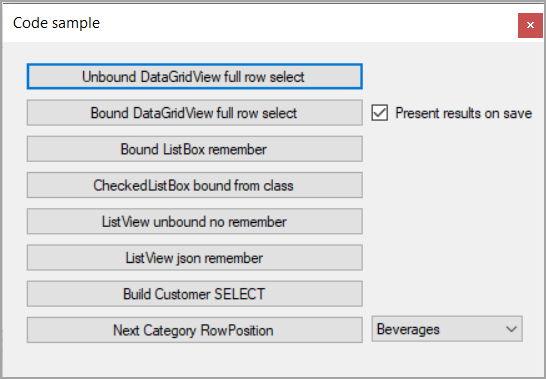 Code sample
Unbound DataGridView full row select
Bound DataGridView full row select Present results on save
Bound ListBox remember
CheckedListBox bound from class
ListView unbound no remember
ListView json remember
Build Customer SELECT
Next Category RowPosition Beverages